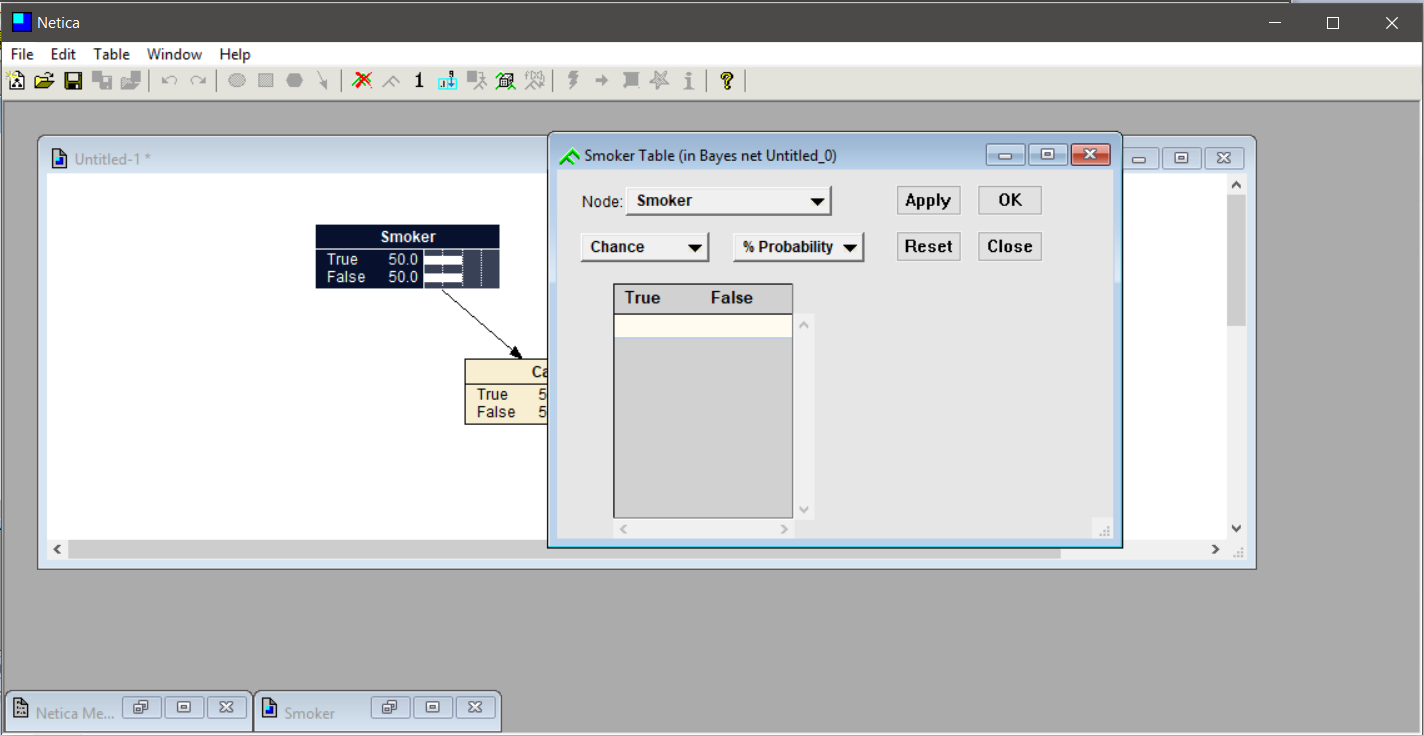 Netica
File Edit Table Window Help
1
Untitled-1 *
Smoker
True 50.0
False 50.0
Ca
True 5
False 5
Smoker Table (in Bayes net Untitled_0)
Node: Smoker
Apply OK
Chance % Probability
Reset Close
True False
Netica Me...
Smoker